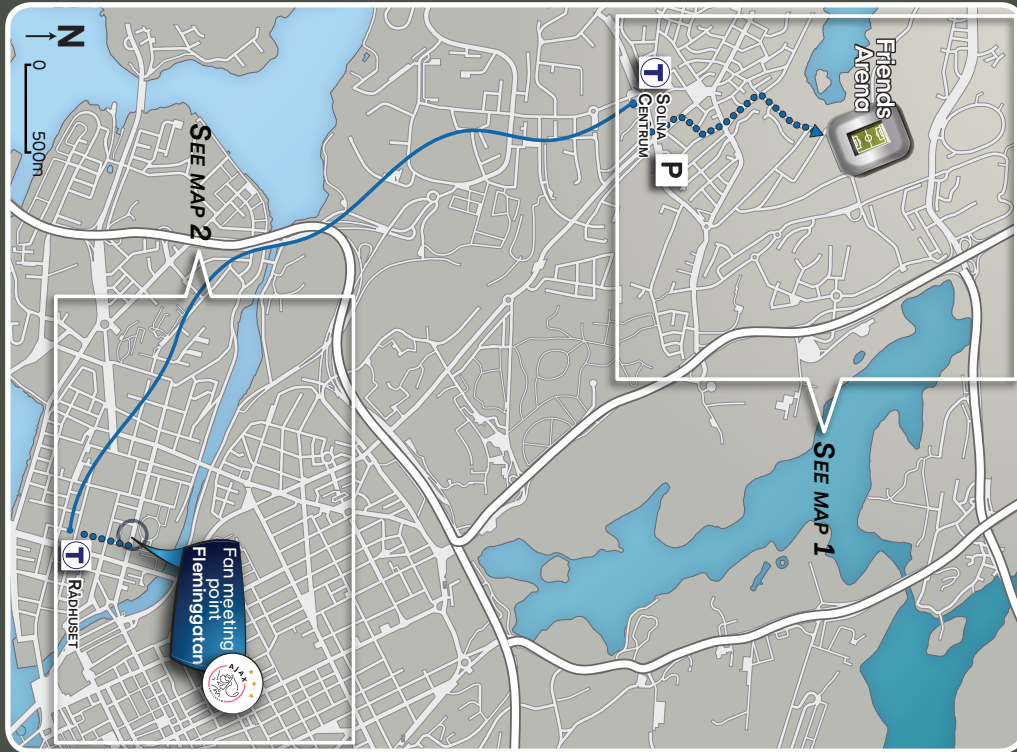 Friends
Arena
T
SOLNA
CENTRUM
P
SEE MAP 1
N
0
500m
SEE MAP 2
Fan meeting
point
Fleminggatan
AJAX
T
RÅDHUSET